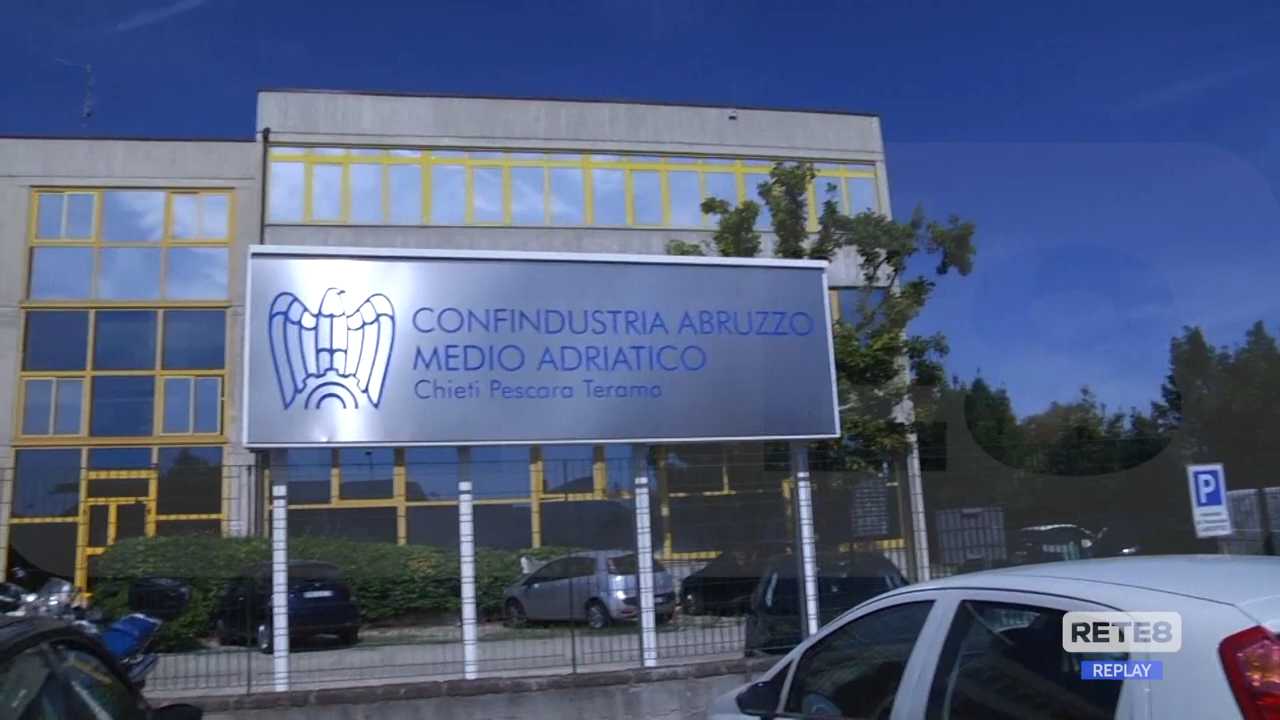 CONFINDUSTRIA ABRUZZO
MEDIO ADRIATICO
Chieti Pescara Teramo
P
RETE8
REPLAY